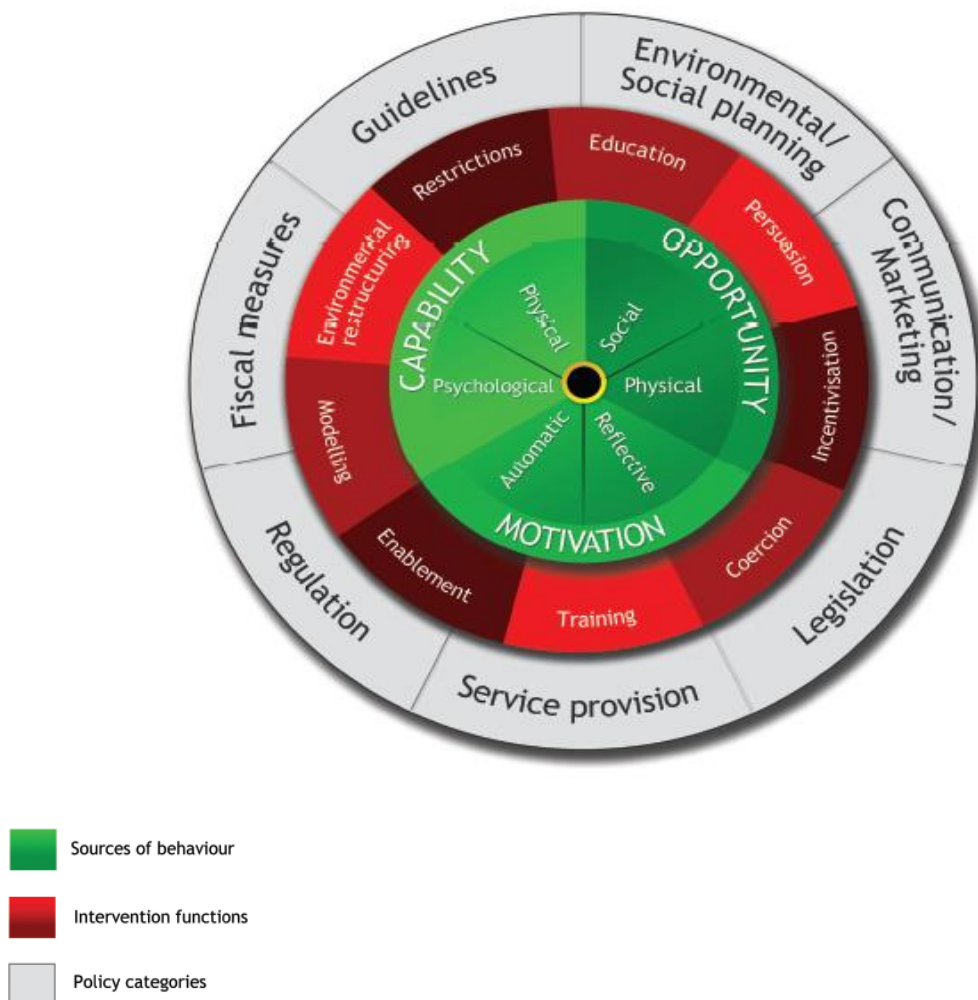 Guidelines
Environmental/
Social planning
Communication/
Marketing
Legislation
Service provision
Regulation
Fiscal measures
Restrictions
Education
Persuasion
Incentivisation
Coercion
Training
Enablement
Modelling
Environmental
restructuring
CAPABILITY
OPPORTUNITY
MOTIVATION
Physical
Social
Psychological
Physical
Automatic
Reflective
Sources of behaviour
Intervention functions
Policy categories